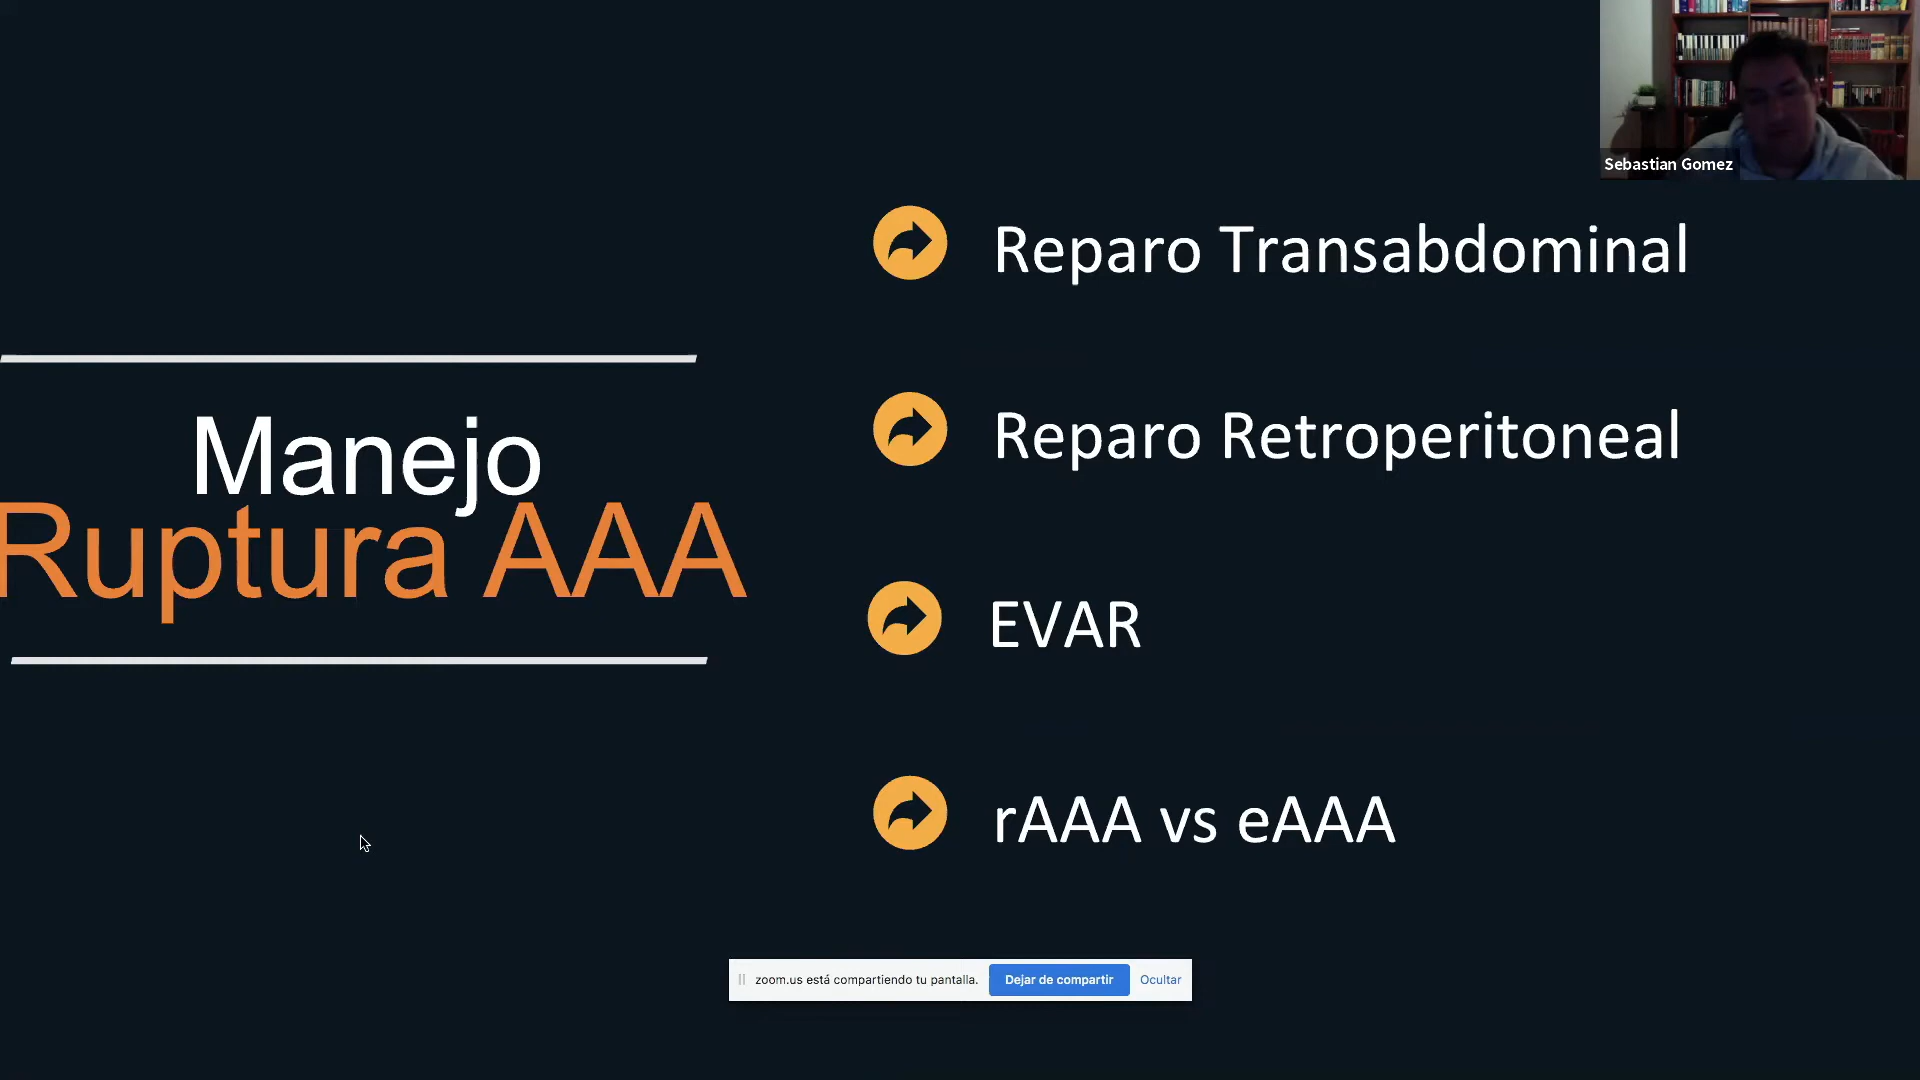 Sebastian Gomez
Manejo
Ruptura AAA
Reparo Transabdominal
Reparo Retroperitoneal
EVAR
rAAA vs eAAA
zoom.us está compartiendo tu pantalla. Dejar de compartir Ocultar